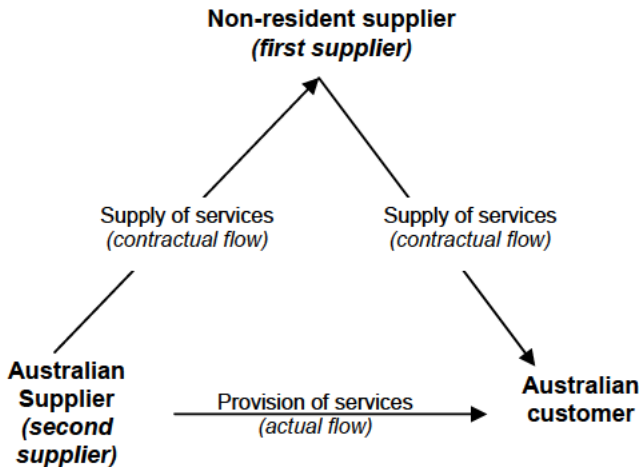 Non-resident supplier
(first supplier)
Supply of services
(contractual flow)
Supply of services
(contractual flow)
Australian
Supplier
(second
supplier)
Provision of services
(actual flow)
Australian
customer